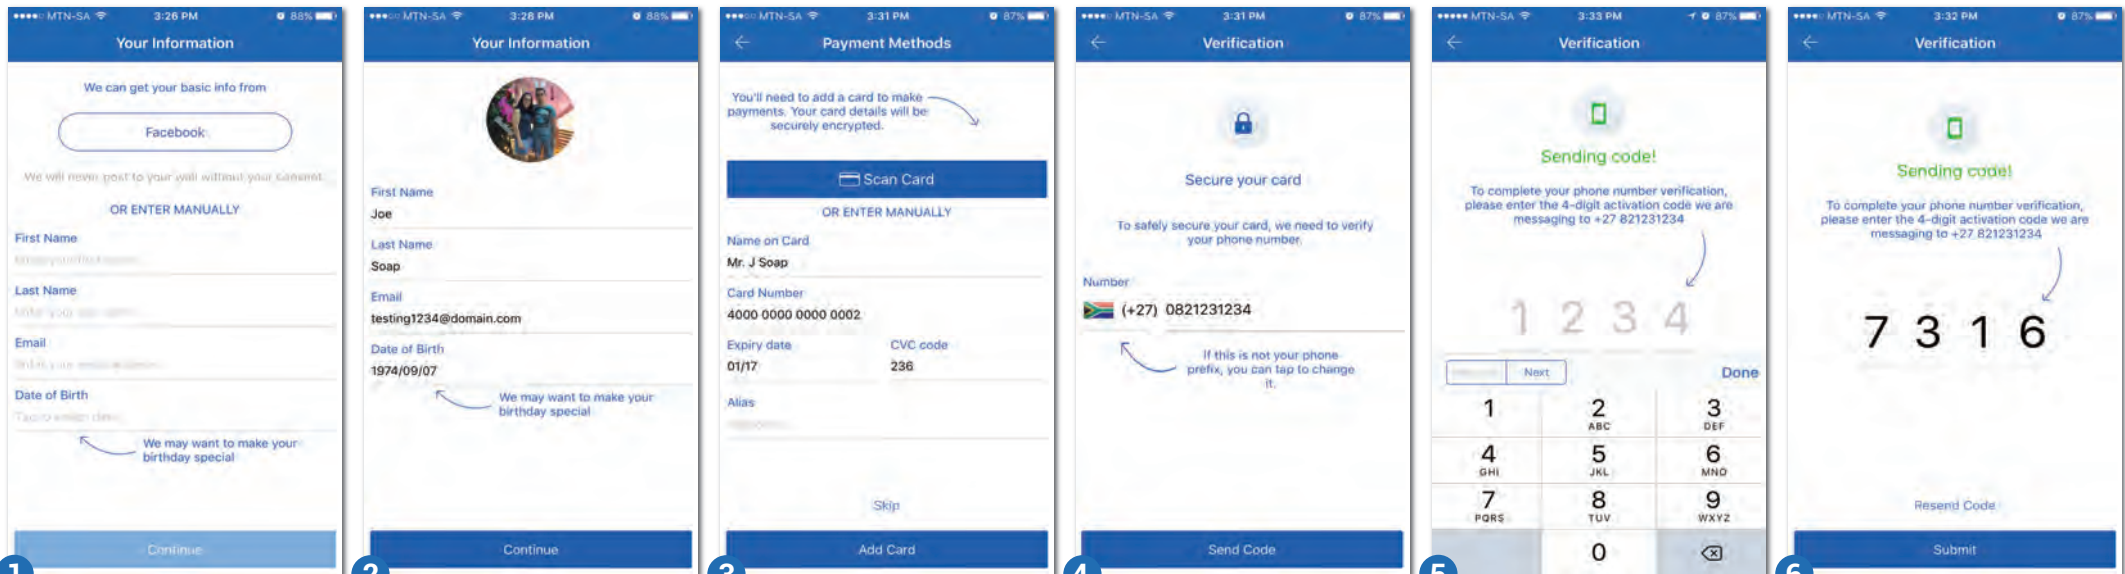 MTN-SA 3:26 PM 88%
Your Information
We can get your basic info from
Facebook
We will never post to your wall without your consent.
OR ENTER MANUALLY
First Name
Last Name
Email
Date of Birth
We may want to make your
birthday special
Continue
1
MTN-SA 3:28 PM 88%
Your Information
First Name
Joe
Last Name
Soap
Email
testing1234@domain.com
Date of Birth
1974/09/07
We may want to make your
birthday special
Continue
2
MTN-SA 3:31 PM 87%
Payment Methods
You'll need to add a card to make
payments. Your card details will be
securely encrypted.
Scan Card
OR ENTER MANUALLY
Name on Card
Mr. J Soap
Card Number
4000 0000 0000 0002
Expiry date CVC code
01/17 236
Alias
Skip
Add Card
3
MTN-SA 3:31 PM 87%
Verification
Secure your card
To safely secure your card, we need to verify
your phone number.
Number
(+27) 0821231234
If this is not your phone
prefix, you can tap to change
it.
Send Code
4
MTN-SA 3:33 PM 87%
Verification
Sending code!
To complete your phone number verification,
please enter the 4-digit activation code we are
messaging to +27 821231234
1 2 3 4
Next Done
1 2 3
ABC DEF
4 5 6
GHI JKL MNO
7 8 9
PQRS TUV WXYZ
0
5
MTN-SA 3:32 PM 87%
Verification
Sending code!
To complete your phone number verification,
please enter the 4-digit activation code we are
messaging to +27 821231234
7 3 1 6
Resend Code
Submit
6